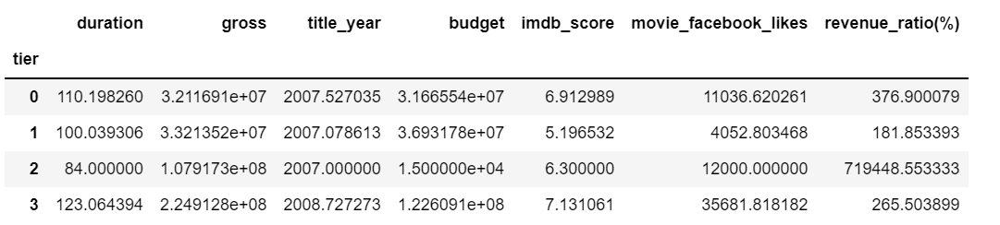 duration gross title_year budget imdb_score movie_facebook_likes revenue_ratio(%)
tier
0 110.198260 3.211691e+07 2007.527035 3.166554e+07 6.912989 11036.620261 376.900079
1 100.039306 3.321352e+07 2007.078613 3.693178e+07 5.196532 4052.803468 181.853393
2 84.000000 1.079173e+08 2007.000000 1.500000e+04 6.300000 12000.000000 719448.553333
3 123.064394 2.249128e+08 2008.727273 1.226091e+08 7.131061 35681.818182 265.503899